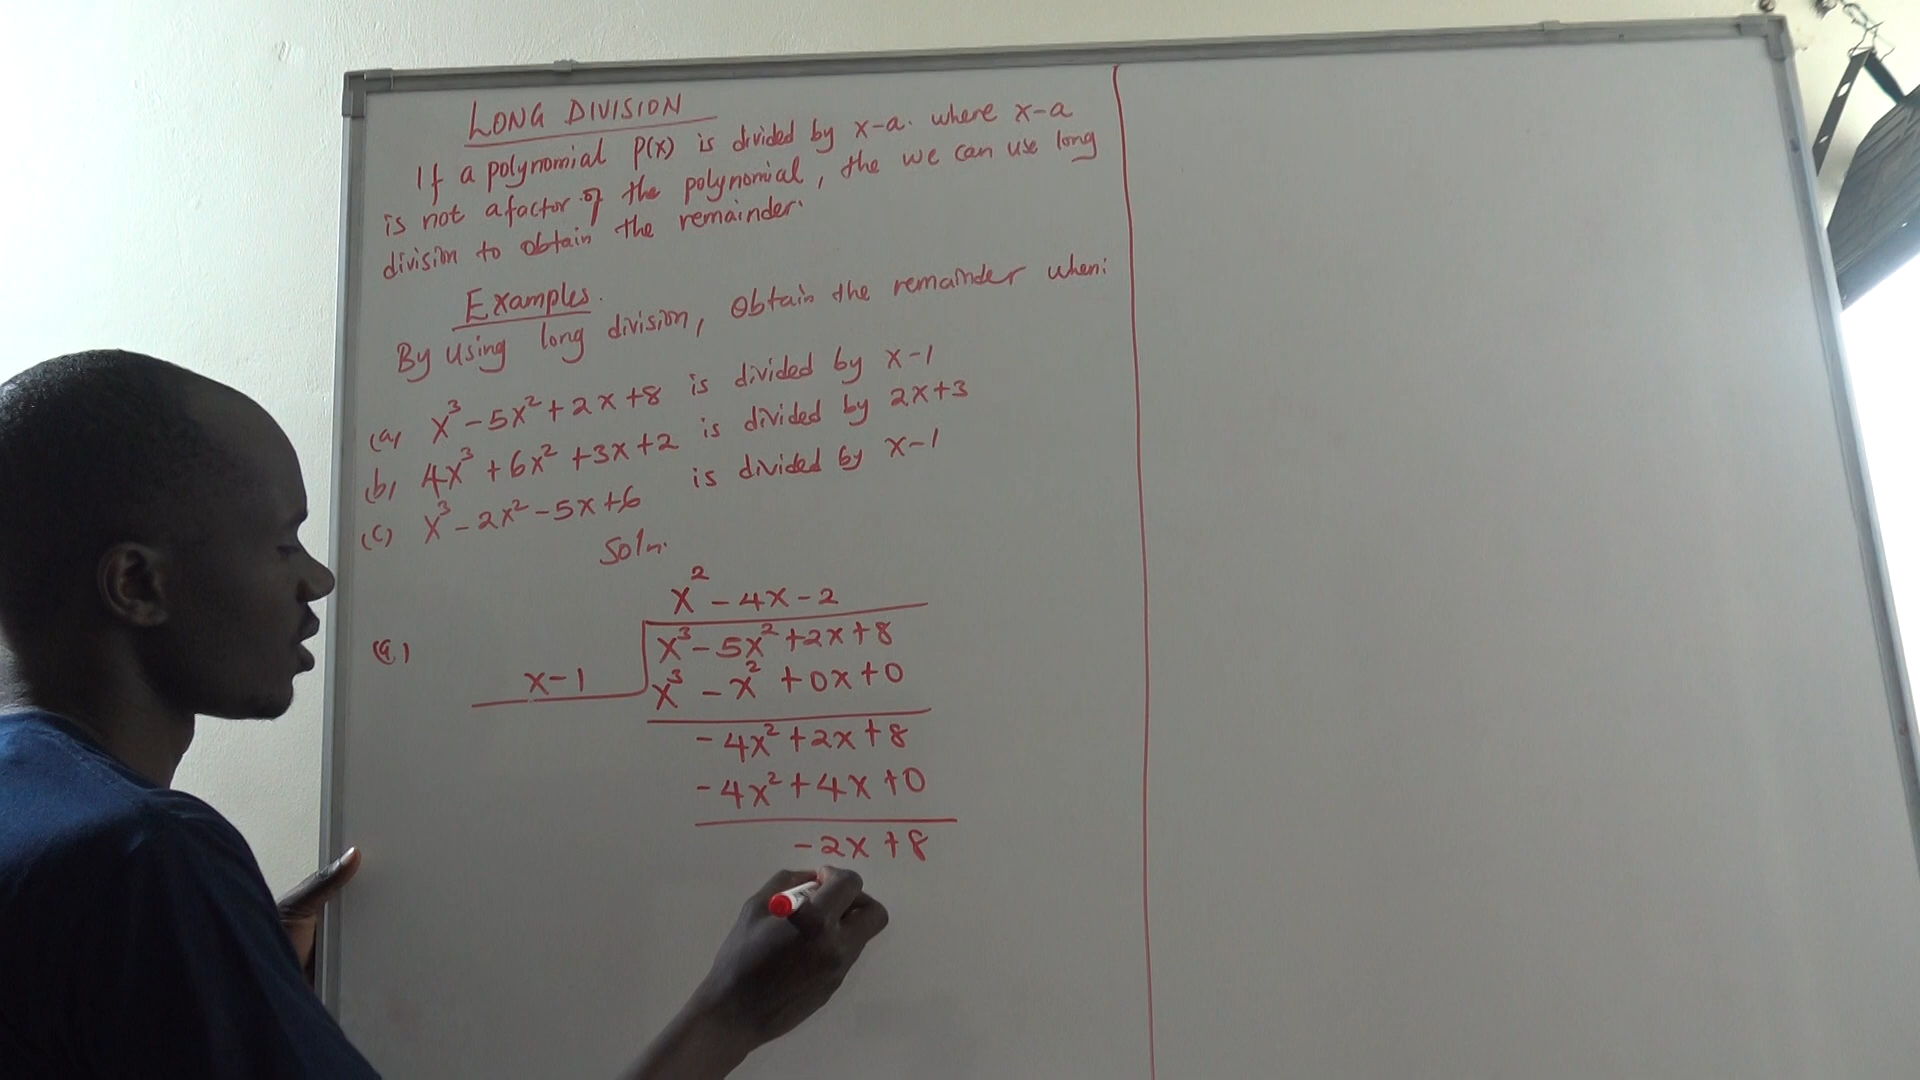 LONG DIVISION
If a polynomial P(x) is divided by x-a. where x-a
is not a factor of the polynomial, the we can use long
division to obtain the remainder.
Examples.
By using long division, Obtain the remainder when:
(a) x³-5x²+2x+8 is divided by x-1
(b) 4x³+6x²+3x+2 is divided by 2x+3
(c) x³-2x²-5x+6 is divided by x-1
Soln.
x²-4x-2
(a) x³-5x²+2x+8
x-1 x³-x²+0x+0
-4x²+2x+8
-4x²+4x+0
-2x+8